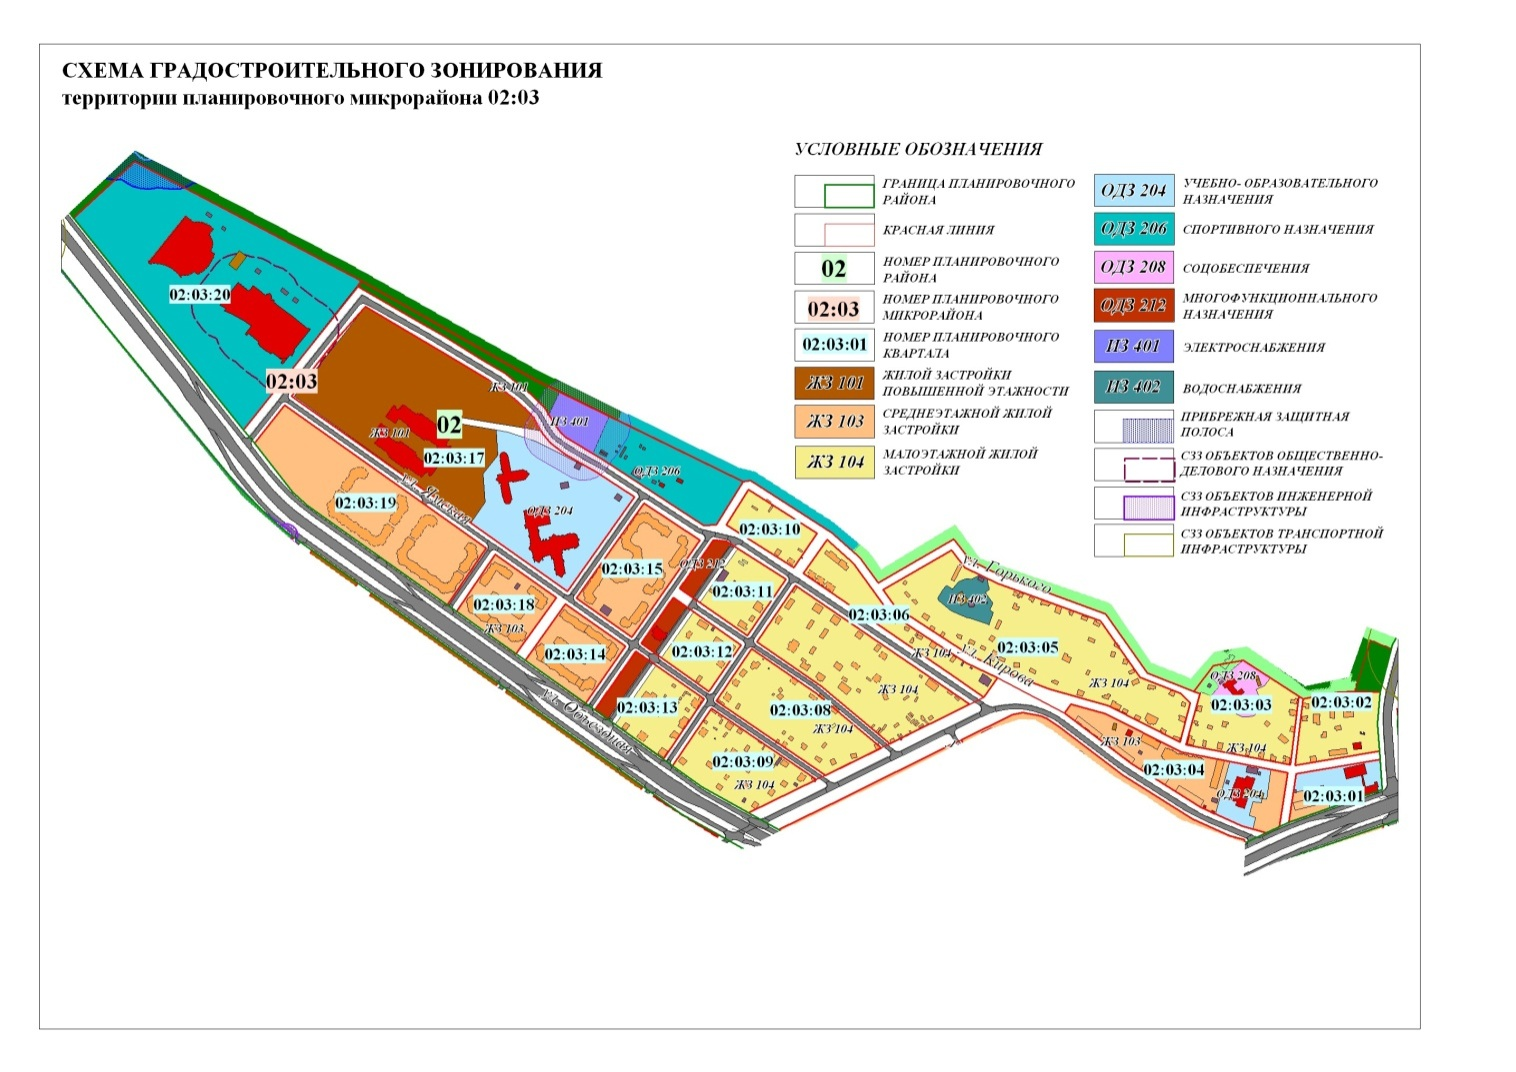 СХЕМА ГРАДОСТРОИТЕЛЬНОГО ЗОНИРОВАНИЯ
территории планировочного микрорайона 02:03
УСЛОВНЫЕ ОБОЗНАЧЕНИЯ
ГРАНИЦА ПЛАНИРОВОЧНОГО
РАЙОНА
КРАСНАЯ ЛИНИЯ
02
НОМЕР ПЛАНИРОВОЧНОГО
РАЙОНА
02:03
НОМЕР ПЛАНИРОВОЧНОГО
МИКРОРАЙОНА
02:03:01
НОМЕР ПЛАНИРОВОЧНОГО
КВАРТАЛА
ЖЗ 101
ЖИЛОЙ ЗАСТРОЙКИ
ПОВЫШЕННОЙ ЭТАЖНОСТИ
ЖЗ 103
СРЕДНЕЭТАЖНОЙ ЖИЛОЙ
ЗАСТРОЙКИ
ЖЗ 104
МАЛОЭТАЖНОЙ ЖИЛОЙ
ЗАСТРОЙКИ
ОДЗ 204
УЧЕБНО- ОБРАЗОВАТЕЛЬНОГО
НАЗНАЧЕНИЯ
ОДЗ 206
СПОРТИВНОГО НАЗНАЧЕНИЯ
ОДЗ 208
СОЦОБЕСПЕЧЕНИЯ
ОДЗ 212
МНОГОФУНКЦИОННАЛЬНОГО
НАЗНАЧЕНИЯ
ИЗ 401
ЭЛЕКТРОСНАБЖЕНИЯ
ИЗ 402
ВОДОСНАБЖЕНИЯ
ПРИБРЕЖНАЯ ЗАЩИТНАЯ
ПОЛОСА
СЗЗ ОБЪЕКТОВ ОБЩЕСТВЕННО-
ДЕЛОВОГО НАЗНАЧЕНИЯ
СЗЗ ОБЪЕКТОВ ИНЖЕНЕРНОЙ
ИНФРАСТРУКТУРЫ
СЗЗ ОБЪЕКТОВ ТРАНСПОРТНОЙ
ИНФРАСТРУКТУРЫ
02:03:20
02:03
ЖЗ 101
02
ЖЗ 101
02:03:17
ИЗ 401
ОДЗ 206
ул. Ямская
02:03:19
ОДЗ 204
02:03:10
02:03:15
ОДЗ 212
02:03:11
02:03:18
ЖЗ 103
02:03:14
02:03:12
02:03:13
ул. Объездная
02:03:06
ИЗ 402
ул. Горького
02:03:05
ЖЗ 104
ул. Кирова
ЖЗ 104
ЖЗ 104
02:03:08
ЖЗ 104
02:03:09
ЖЗ 104
ОДЗ 208
02:03:03
02:03:02
ЖЗ 104
ЖЗ 103
02:03:04
ОДЗ 204
02:03:01